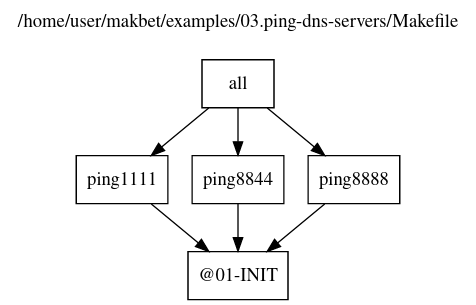 /home/user/makbet/examples/03.ping-dns-servers/Makefile
all
ping1111
ping8844
ping8888
@01-INIT